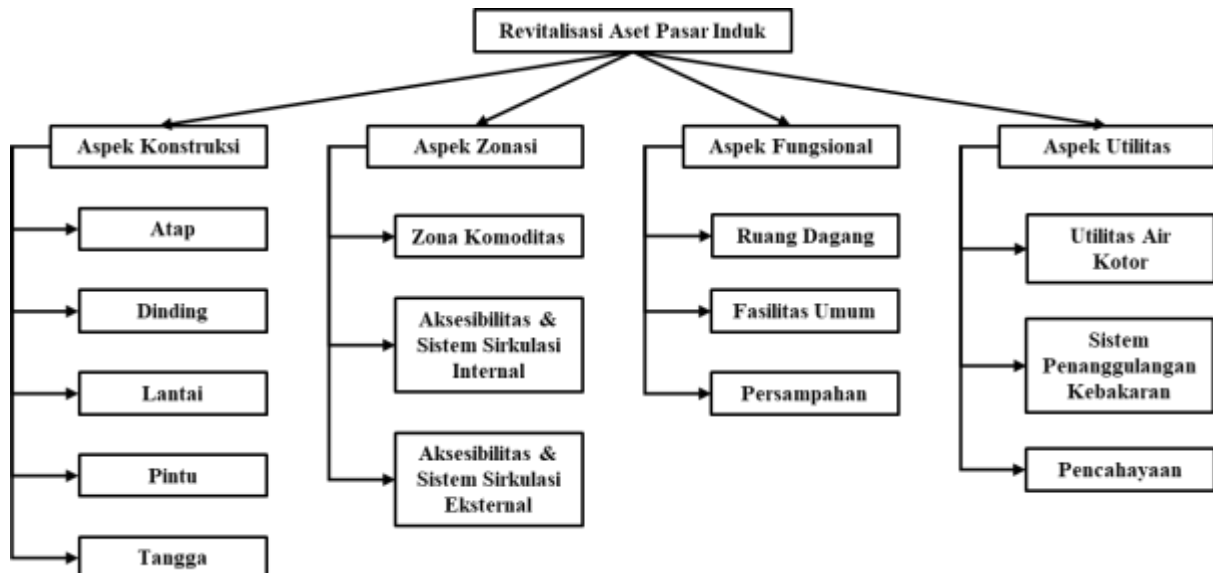 Revitalisasi Aset Pasar Induk
Aspek Konstruksi
Atap
Dinding
Lantai
Pintu
Tangga
Aspek Zonasi
Zona Komoditas
Aksesibilitas &
Sistem Sirkulasi
Internal
Aksesibilitas &
Sistem Sirkulasi
Eksternal
Aspek Fungsional
Ruang Dagang
Fasilitas Umum
Persampahan
Aspek Utilitas
Utilitas Air
Kotor
Sistem
Penanggulangan
Kebakaran
Pencahayaan